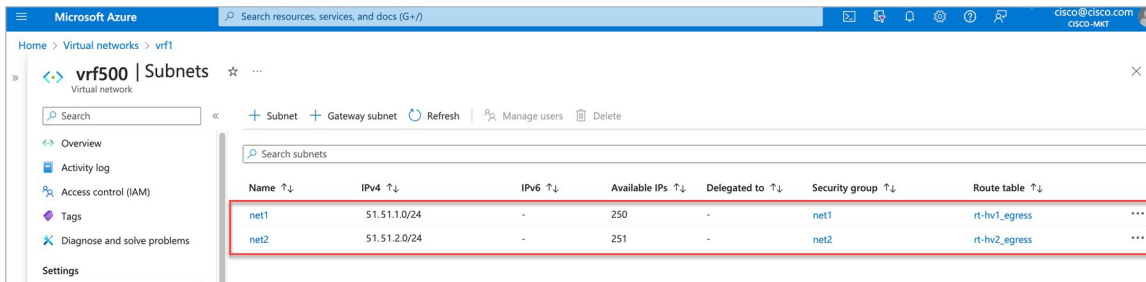 Microsoft Azure
Search resources, services, and docs (G+/)
cisco@cisco.com
CISCO-MKT
Home > Virtual networks > vrf1
vrf500 | Subnets
Virtual network
Search
+ Subnet + Gateway subnet Refresh Manage users Delete
Overview
Search subnets
Activity log
Access control (IAM)
Name ↑↓ IPv4 ↑↓ IPv6 ↑↓ Available IPs ↑↓ Delegated to ↑↓ Security group ↑↓ Route table ↑↓
Tags
net1 51.51.1.0/24 - 250 - net1 rt-hv1_egress
Diagnose and solve problems
net2 51.51.2.0/24 - 251 - net2 rt-hv2_egress
Settings